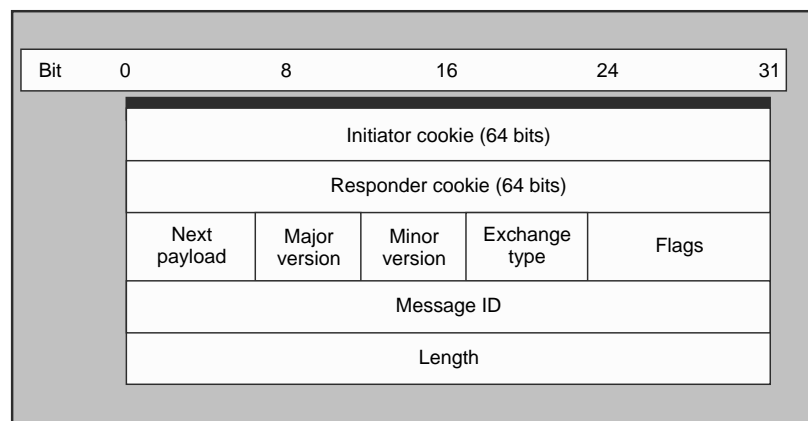 Bit 0 8 16 24 31
Initiator cookie (64 bits)
Responder cookie (64 bits)
Next payload Major version Minor version Exchange type Flags
Message ID
Length